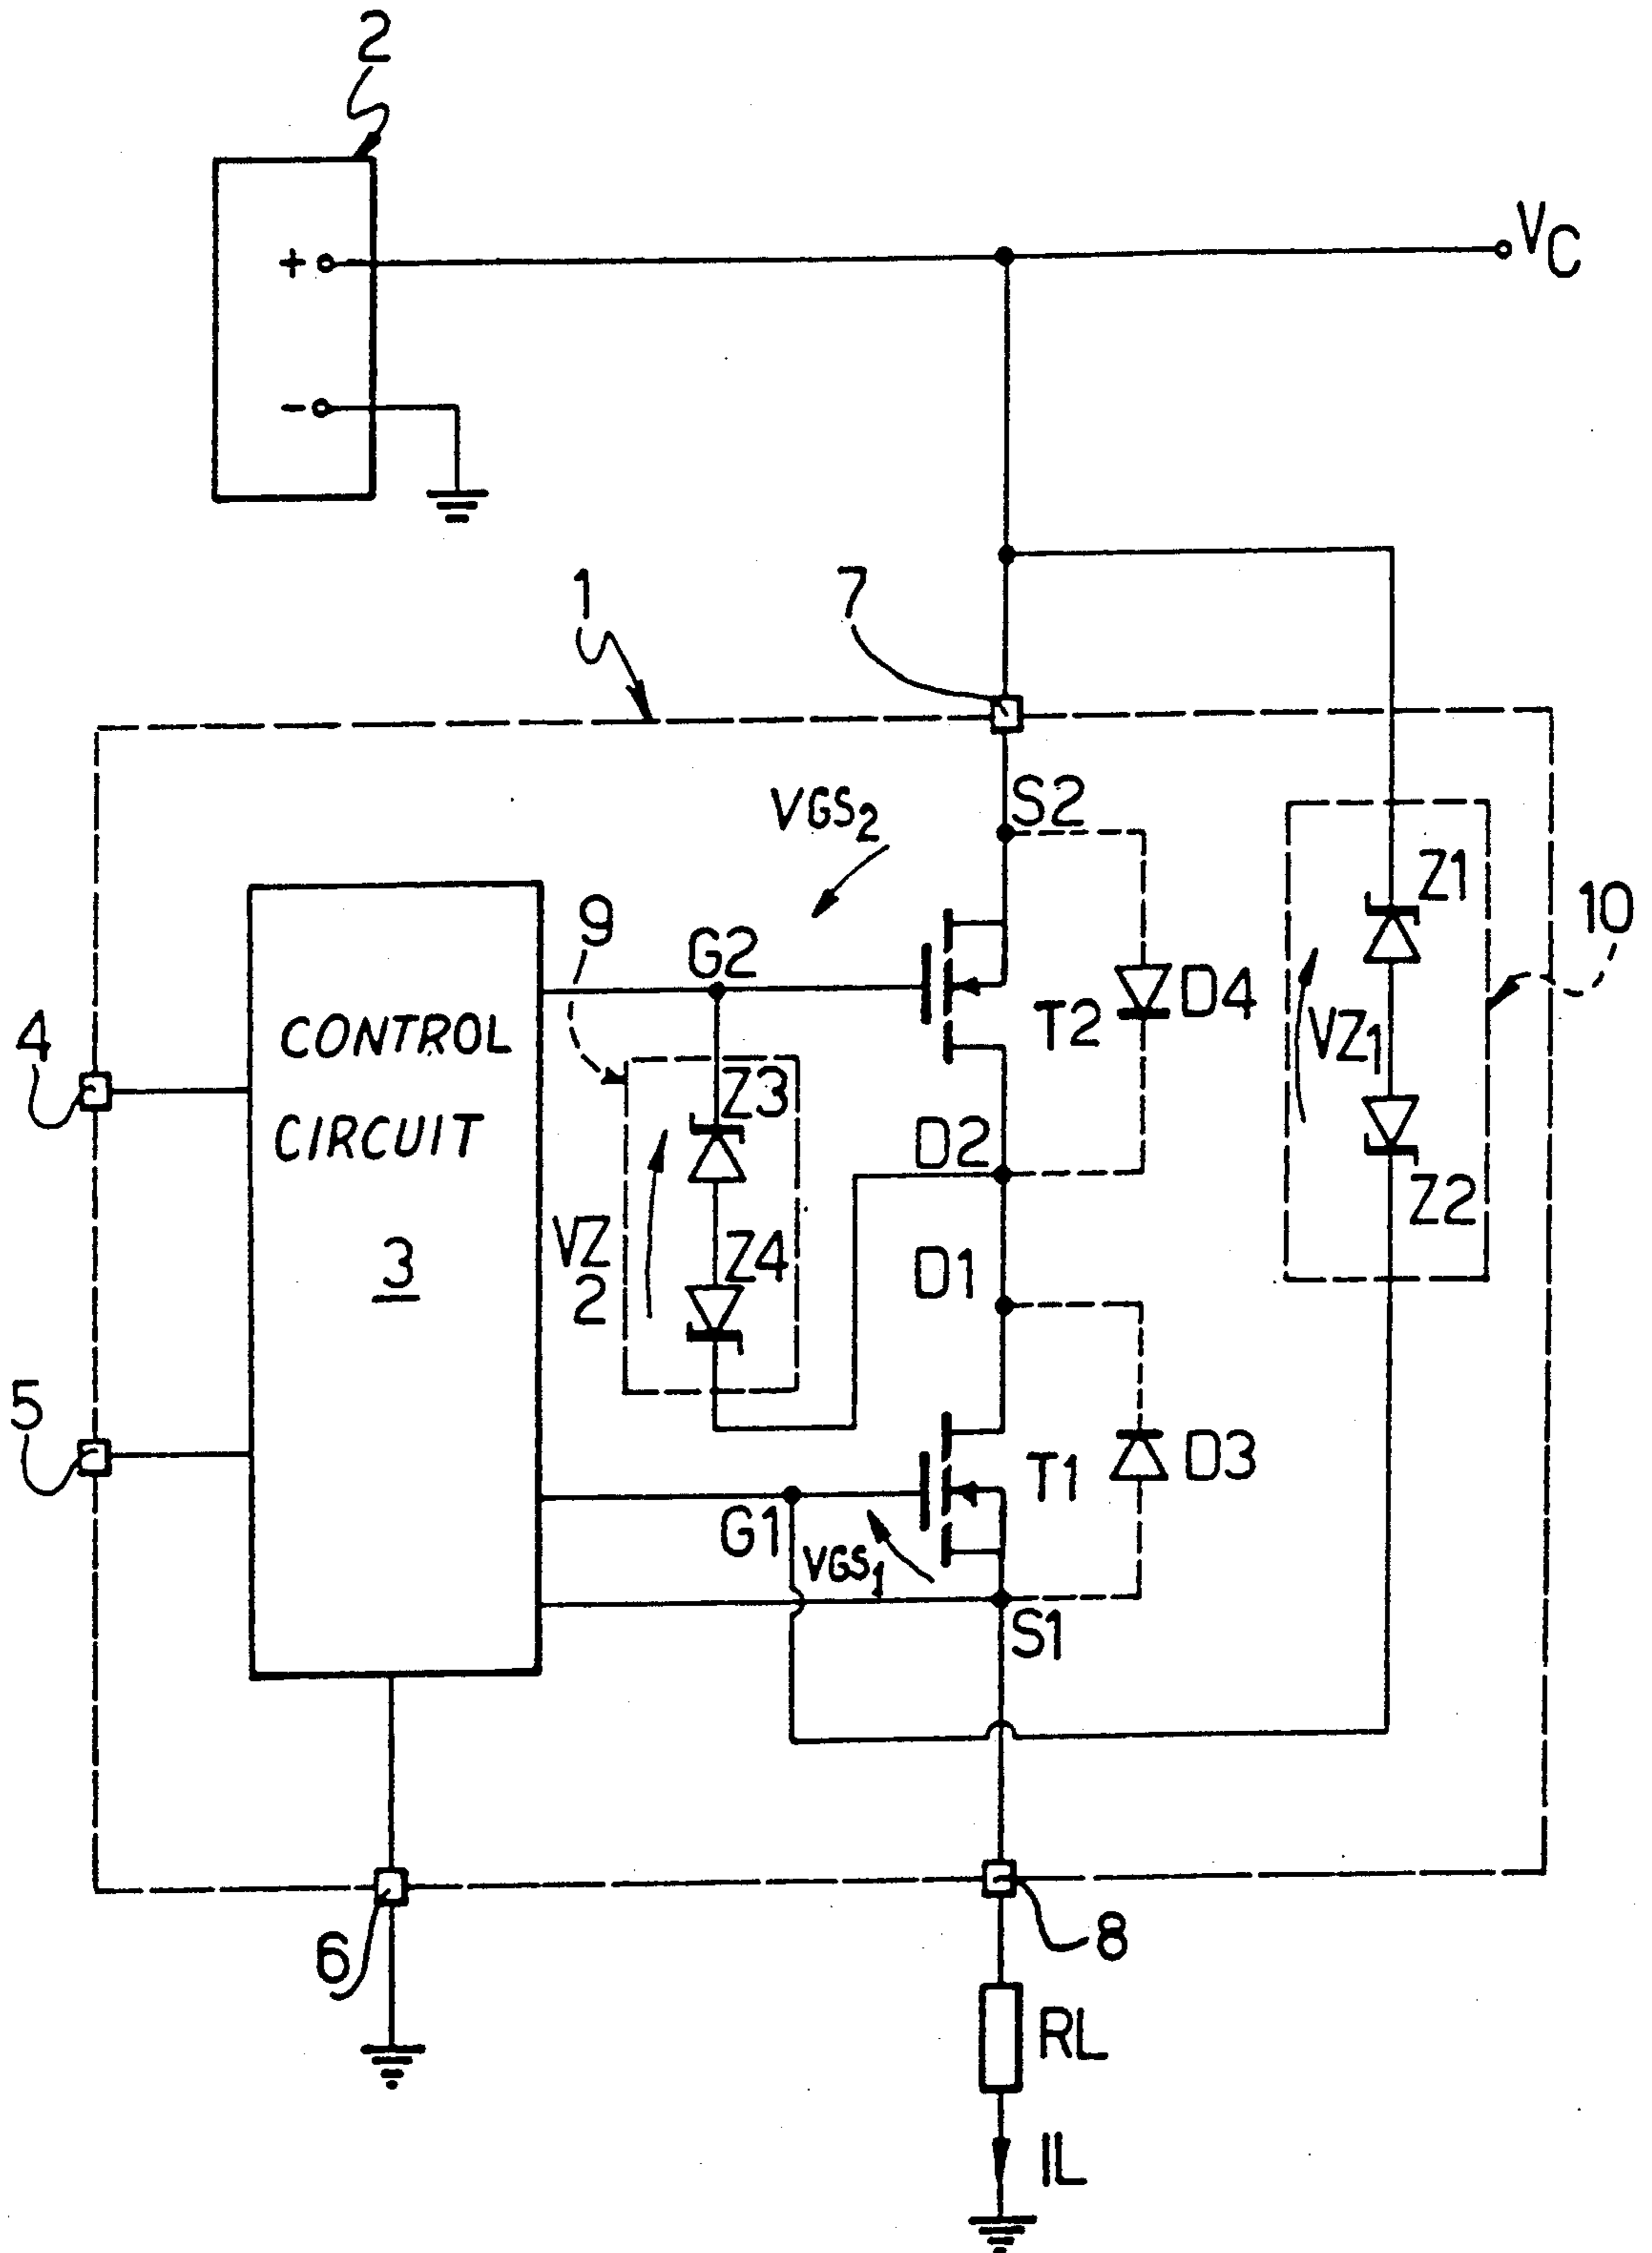 2
+
VC
-
1
7
S2
VGS2
Z1
10
9
G2
CONTROL
CIRCUIT
3
T2
D4
VZ1
4
Z3
D2
Z2
VZ
2
Z4
D1
5
T1
D3
G1
VGS1
S1
6
8
RL
IL